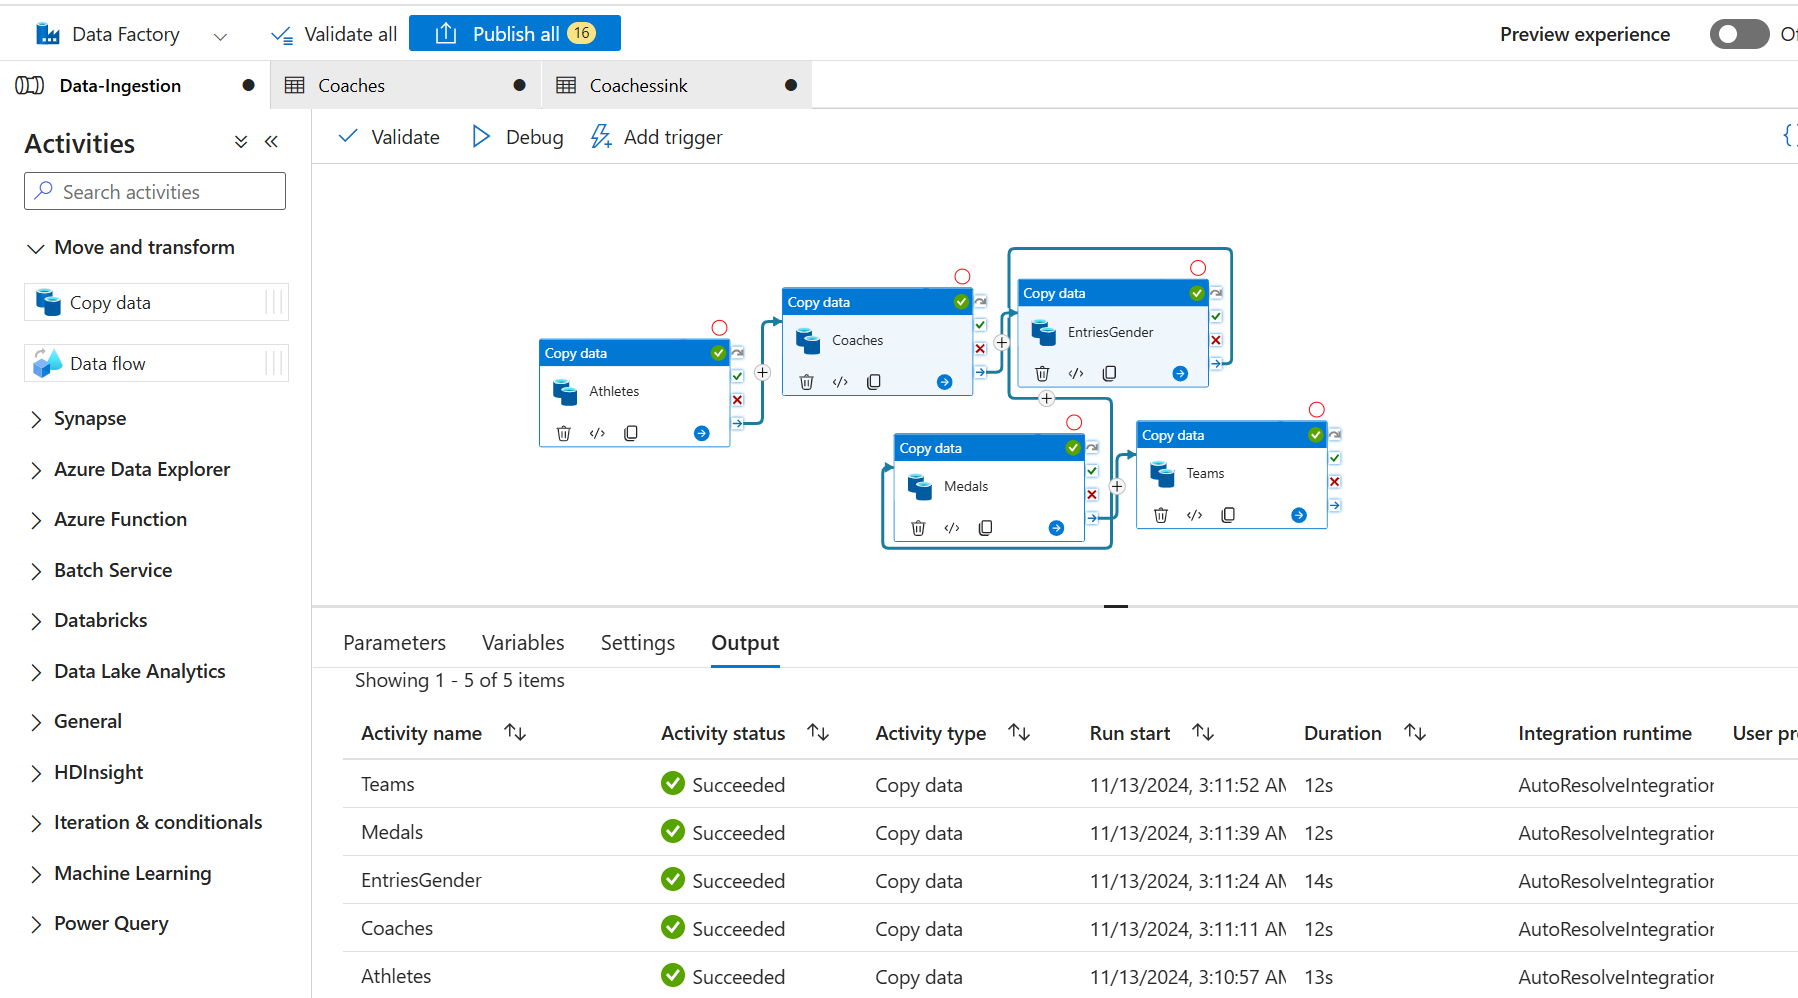 Data Factory
Validate all
Publish all 16
Preview experience
Data-Ingestion
Coaches
Coachessink
Activities
Search activities
Move and transform
Copy data
Data flow
Synapse
Azure Data Explorer
Azure Function
Batch Service
Databricks
Data Lake Analytics
General
HDInsight
Iteration & conditionals
Machine Learning
Power Query
Validate
Debug
Add trigger
Copy data
Athletes
Copy data
Coaches
Copy data
EntriesGender
Copy data
Medals
Copy data
Teams
Parameters Variables Settings Output
Showing 1 - 5 of 5 items
Activity name Activity status Activity type Run start Duration Integration runtime User pr
Teams Succeeded Copy data 11/13/2024, 3:11:52 AM 12s AutoResolveIntegration
Medals Succeeded Copy data 11/13/2024, 3:11:39 AM 12s AutoResolveIntegration
EntriesGender Succeeded Copy data 11/13/2024, 3:11:24 AM 14s AutoResolveIntegration
Coaches Succeeded Copy data 11/13/2024, 3:11:11 AM 12s AutoResolveIntegration
Athletes Succeeded Copy data 11/13/2024, 3:10:57 AM 13s AutoResolveIntegration